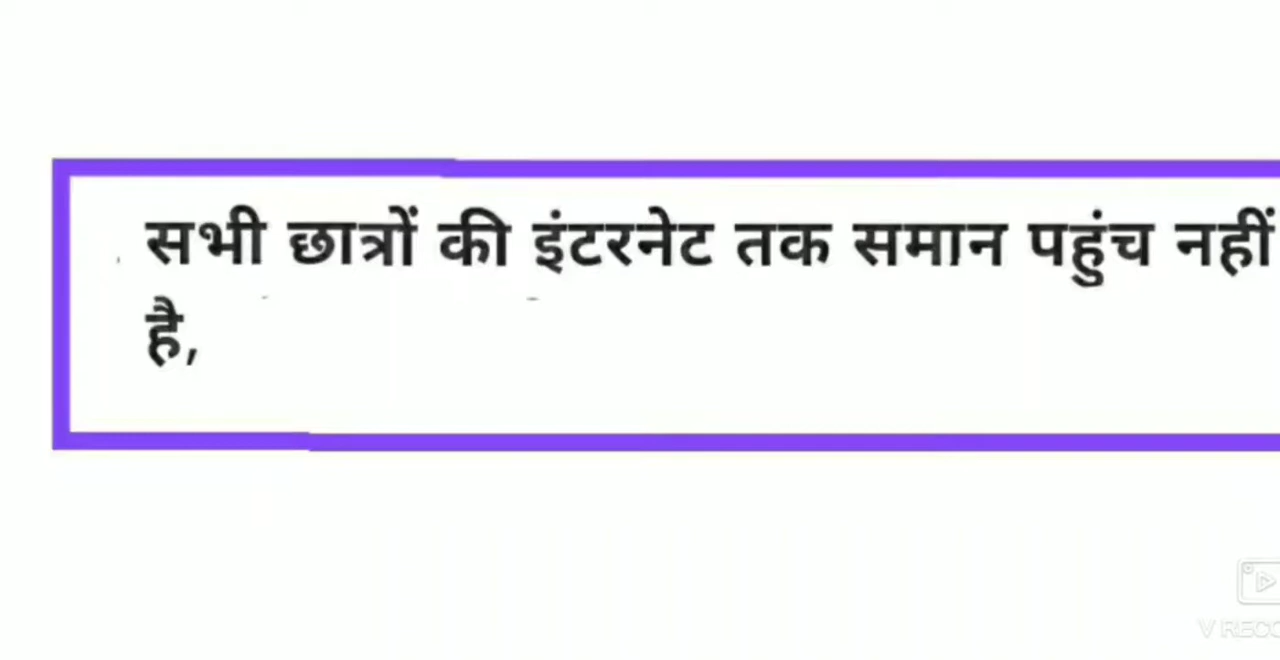 सभी छात्रों की इंटरनेट तक समान पहुंच नहीं
है,